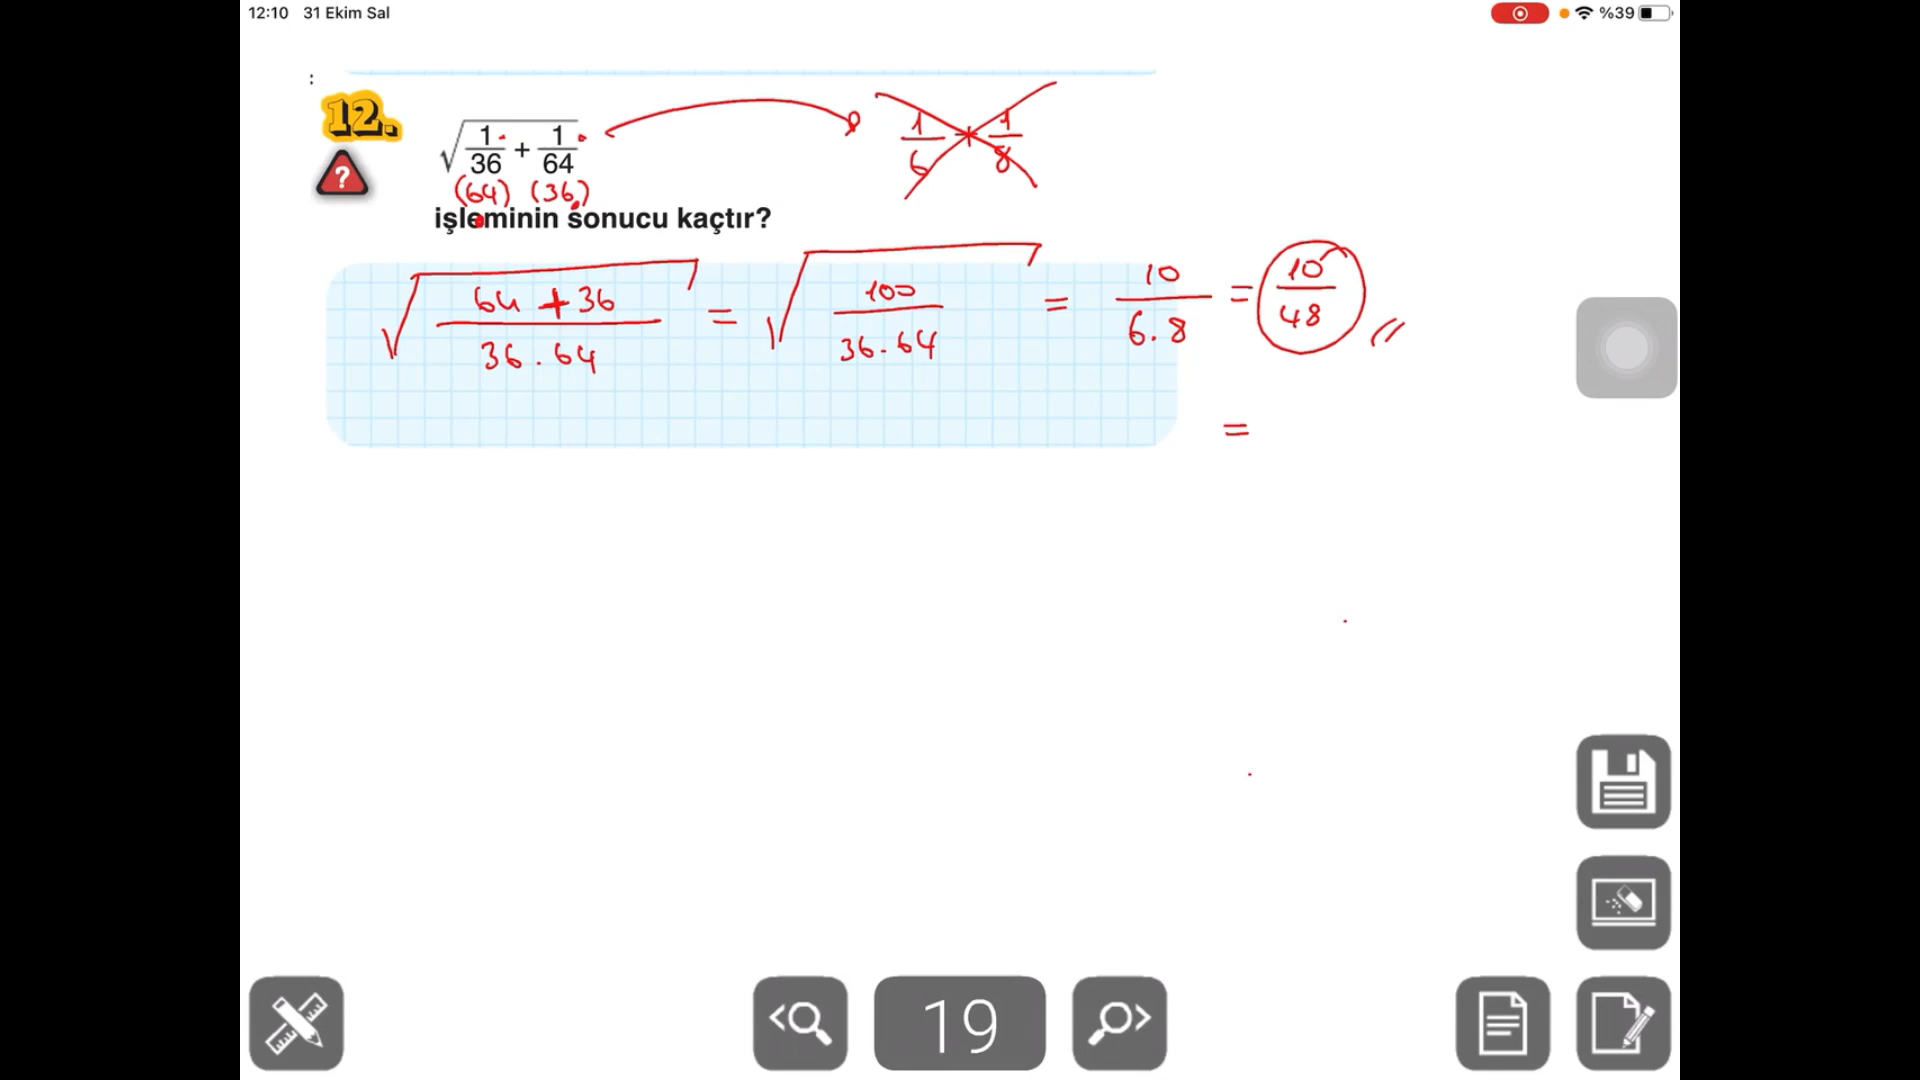 12:10 31 Ekim Sal
%39
:
12.
√(1/36 + 1/64)
1/6 + 1/8
(64) (36)
işleminin sonucu kaçtır?
√((64 + 36)/(36 . 64)) = √(100/(36.64)) = 10/(6.8) = 10/48 //
=
?
19